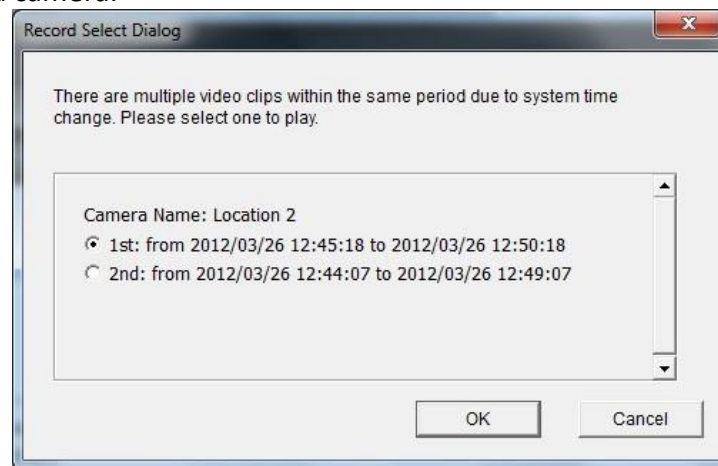 a camera.
Record Select Dialog
There are multiple video clips within the same period due to system time
change. Please select one to play.
Camera Name: Location 2
1st: from 2012/03/26 12:45:18 to 2012/03/26 12:50:18
2nd: from 2012/03/26 12:44:07 to 2012/03/26 12:49:07
OK Cancel